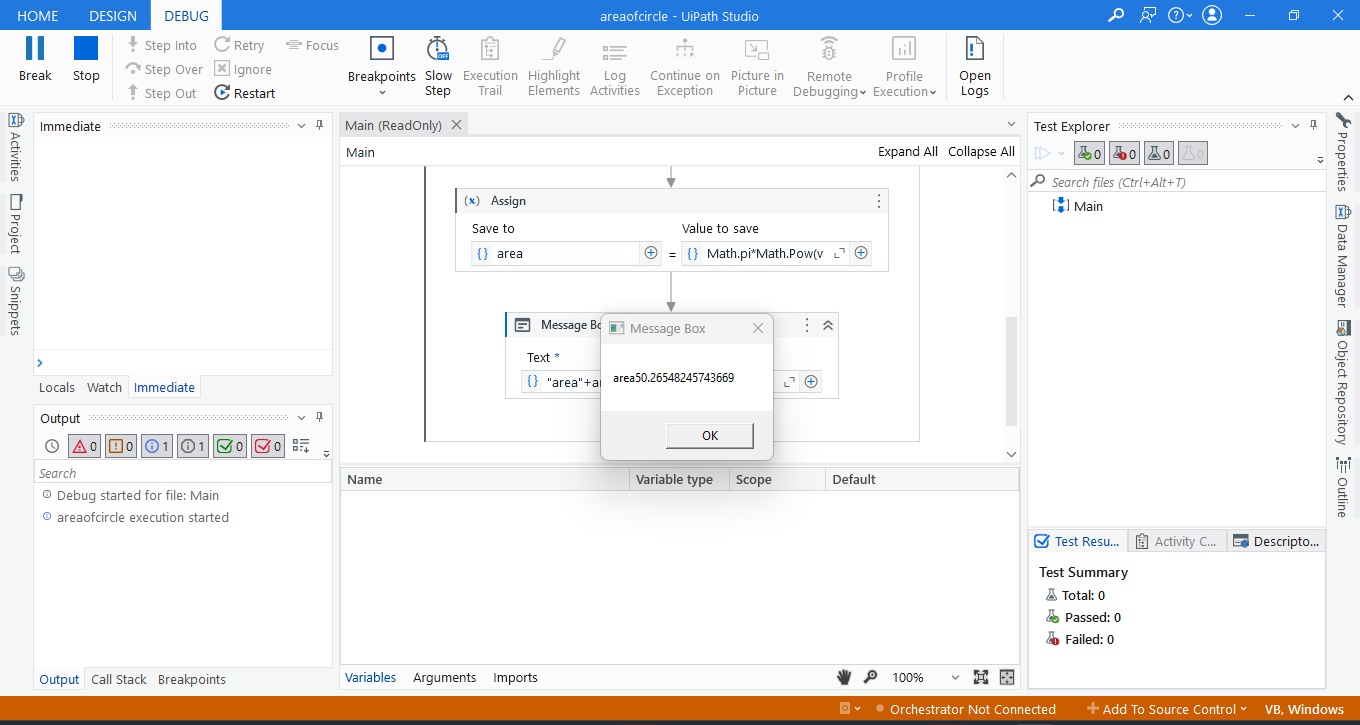 HOME DESIGN DEBUG areaofcircle - UiPath Studio
Break Stop Step Into Step Over Step Out Retry Ignore Restart Focus
Breakpoints Slow Step Execution Trail Highlight Elements Log Activities Continue on Exception Picture in Picture Remote Debugging Profile Execution Open Logs
Activities
Project
Snippets
Immediate
Locals Watch Immediate
Output
0 0 1 1 0 0
Search
Debug started for file: Main
areaofcircle execution started
Output Call Stack Breakpoints
Main (ReadOnly)
Main Expand All Collapse All
(x) Assign
Save to Value to save
{} area = {} Math.pi*Math.Pow(v
Message Bo
Text *
{} "area"+a
Message Box
area50.26548245743669
OK
Name Variable type Scope Default
Variables Arguments Imports 100%
Test Explorer
0 0 0 0
Search files (Ctrl+Alt+T)
Main
Test Resu... Activity C... Descripto...
Test Summary
Total: 0
Passed: 0
Failed: 0
Properties
Data Manager
Object Repository
Outline
Orchestrator Not Connected Add To Source Control VB, Windows